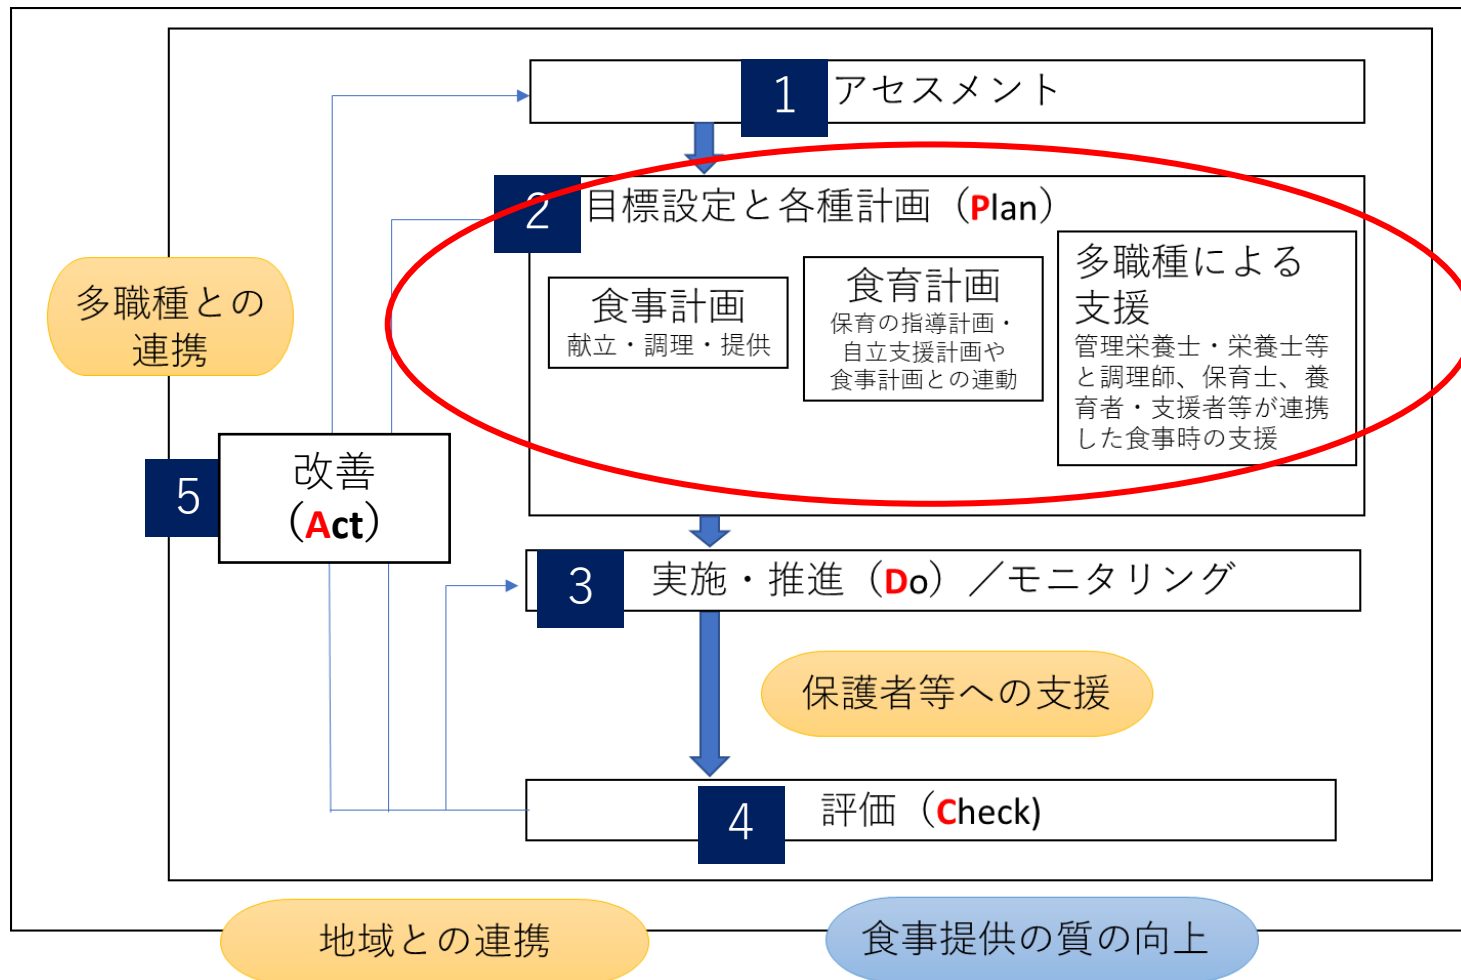 1
アセスメント
2
目標設定と各種計画（Plan）
食事計画
献立・調理・提供
食育計画
保育の指導計画・
自立支援計画や
食事計画との連動
多職種による
支援
管理栄養士・栄養士等
と調理師、保育士、養
育者・支援者等が連携
した食事時の支援
多職種との
連携
5
改善
（Act）
3
実施・推進（Do）／モニタリング
保護者等への支援
4
評価（Check)
地域との連携
食事提供の質の向上